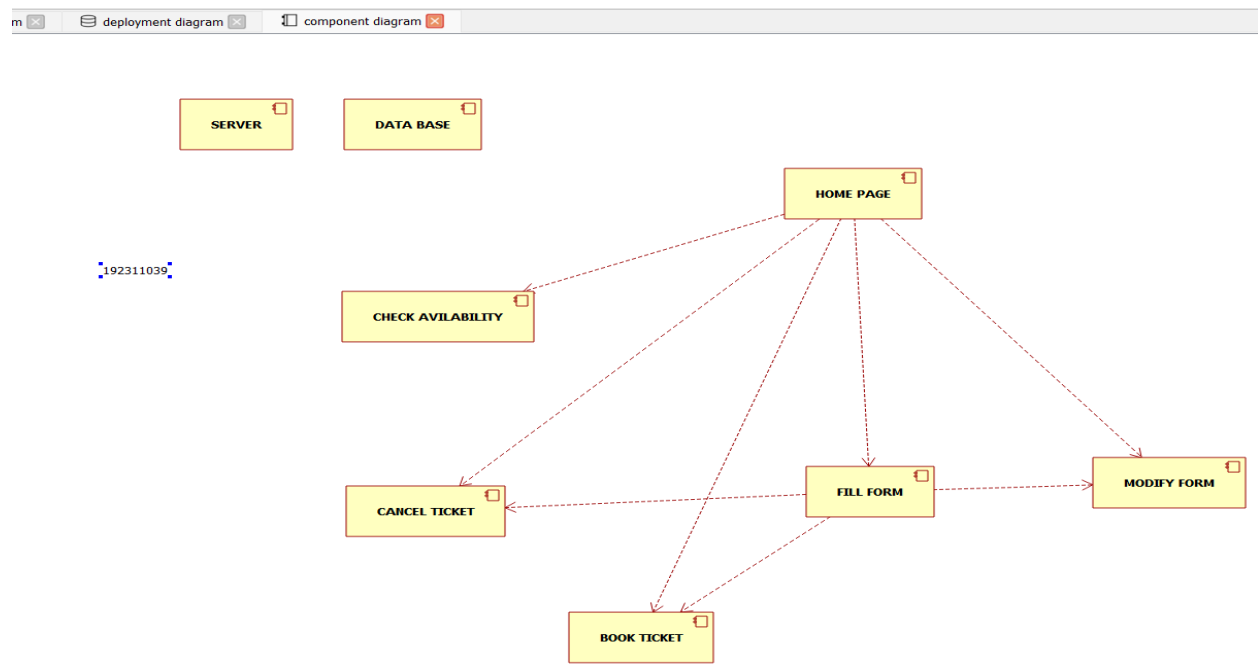 m
deployment diagram
component diagram
SERVER
DATA BASE
HOME PAGE
192311039
CHECK AVILABILITY
MODIFY FORM
FILL FORM
CANCEL TICKET
BOOK TICKET